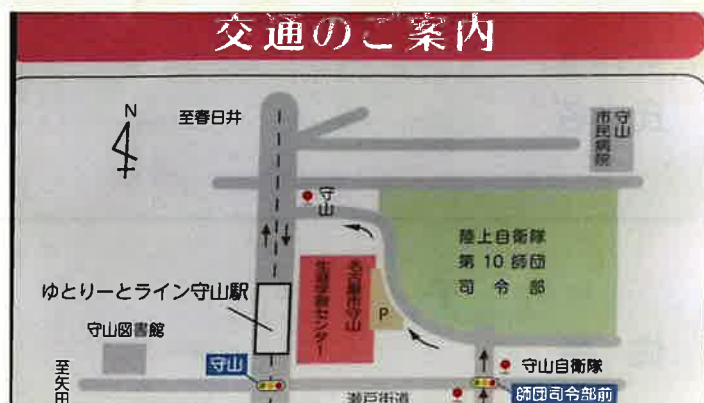 交通のご案内
N
至春日井
守山
市民病院
守山
陸上自衛隊
第10師団
司令部
名古屋市守山
生涯学習センター
P
ゆとりーとライン守山駅
守山図書館
守山
守山自衛隊
至矢田
瀬戸街道
師団司令部前